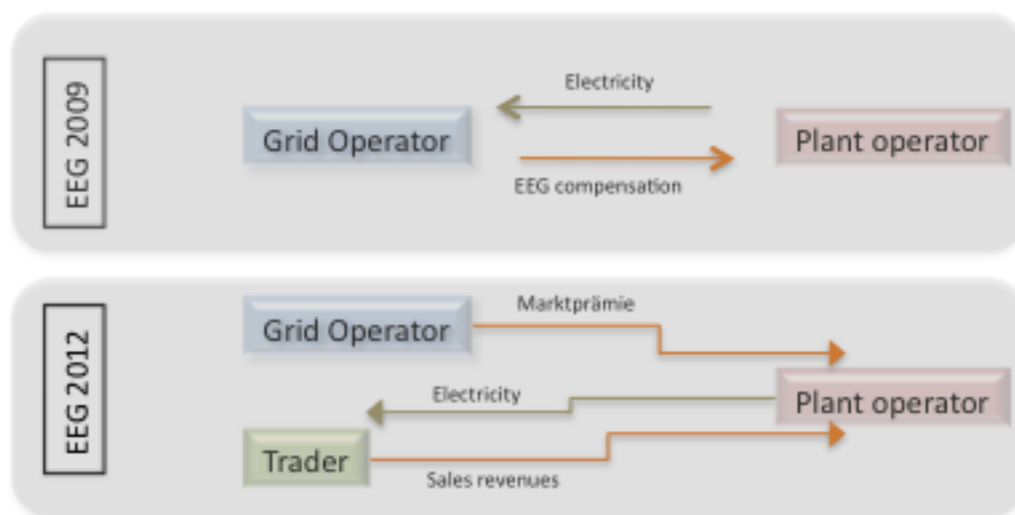 EEG 2009
Electricity
Grid Operator
Plant operator
EEG compensation
EEG 2012
Marktprämie
Grid Operator
Electricity
Plant operator
Trader
Sales revenues